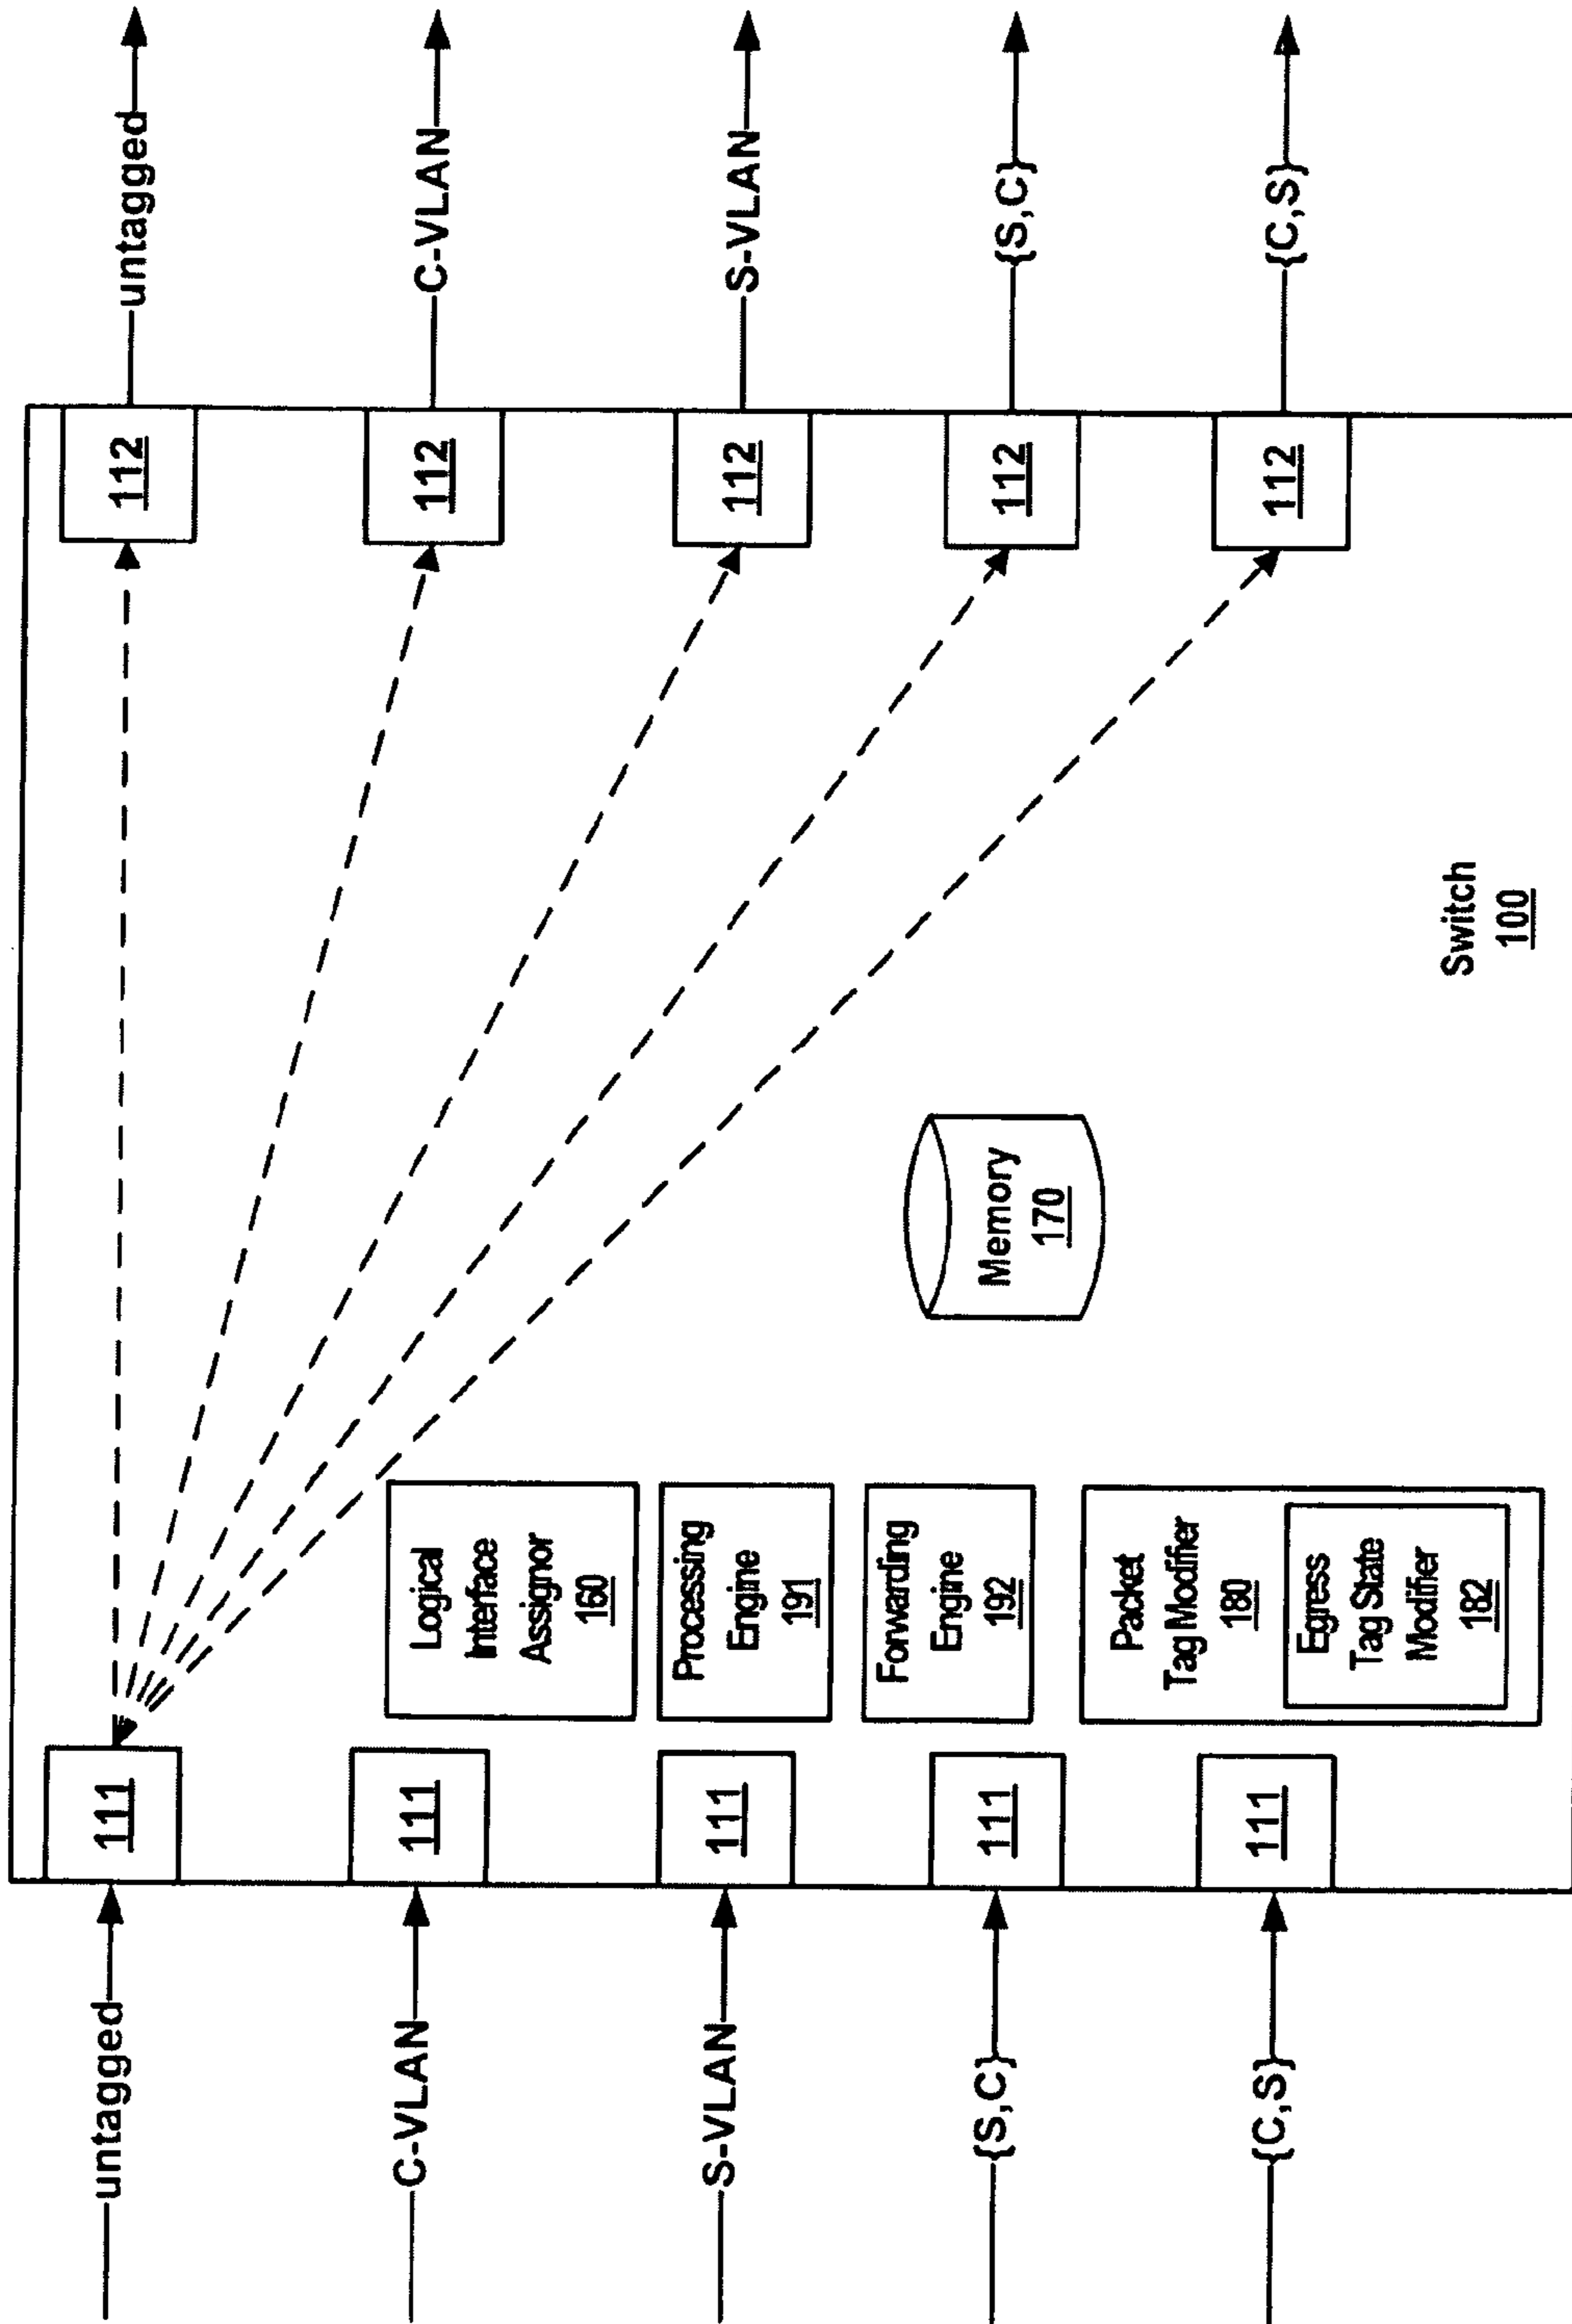 untagged
111
112
untagged
C-VLAN
111
112
C-VLAN
S-VLAN
111
112
S-VLAN
{S,C}
111
112
{S,C}
{C,S}
111
112
{C,S}
Logical
Interface
Assignor
160
Processing
Engine
191
Forwarding
Engine
192
Packet
Tag Modifier
180
Egress
Tag State
Modifier
182
Memory
170
Switch
100